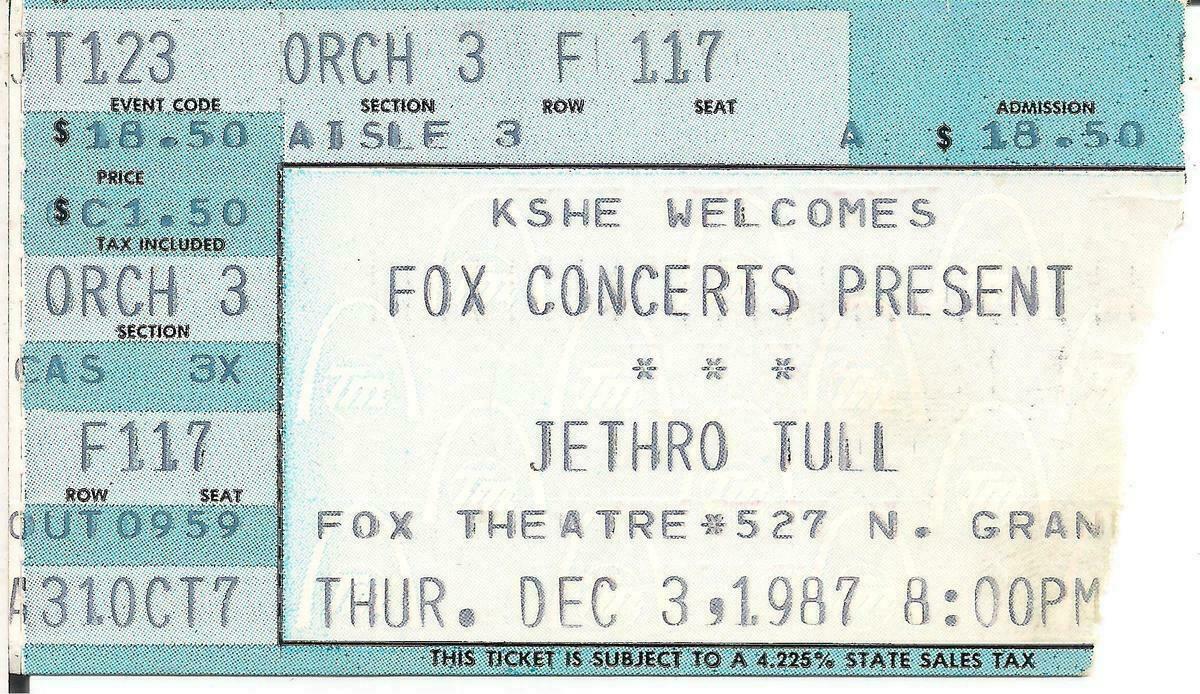 JT123 ORCH 3 F 117
EVENT CODE SECTION ROW SEAT ADMISSION
$ 18.50 AISLE 3 A $ 18.50
PRICE
$ C1.50
TAX INCLUDED
ORCH 3
SECTION
CAS 3X
F117
ROW SEAT
OUT0959
A31OCT7
KSHE WELCOMES
FOX CONCERTS PRESENT
* * *
JETHRO TULL
FOX THEATRE*527 N. GRAN
THUR. DEC 3,1987 8:00PM
THIS TICKET IS SUBJECT TO A 4.225% STATE SALES TAX